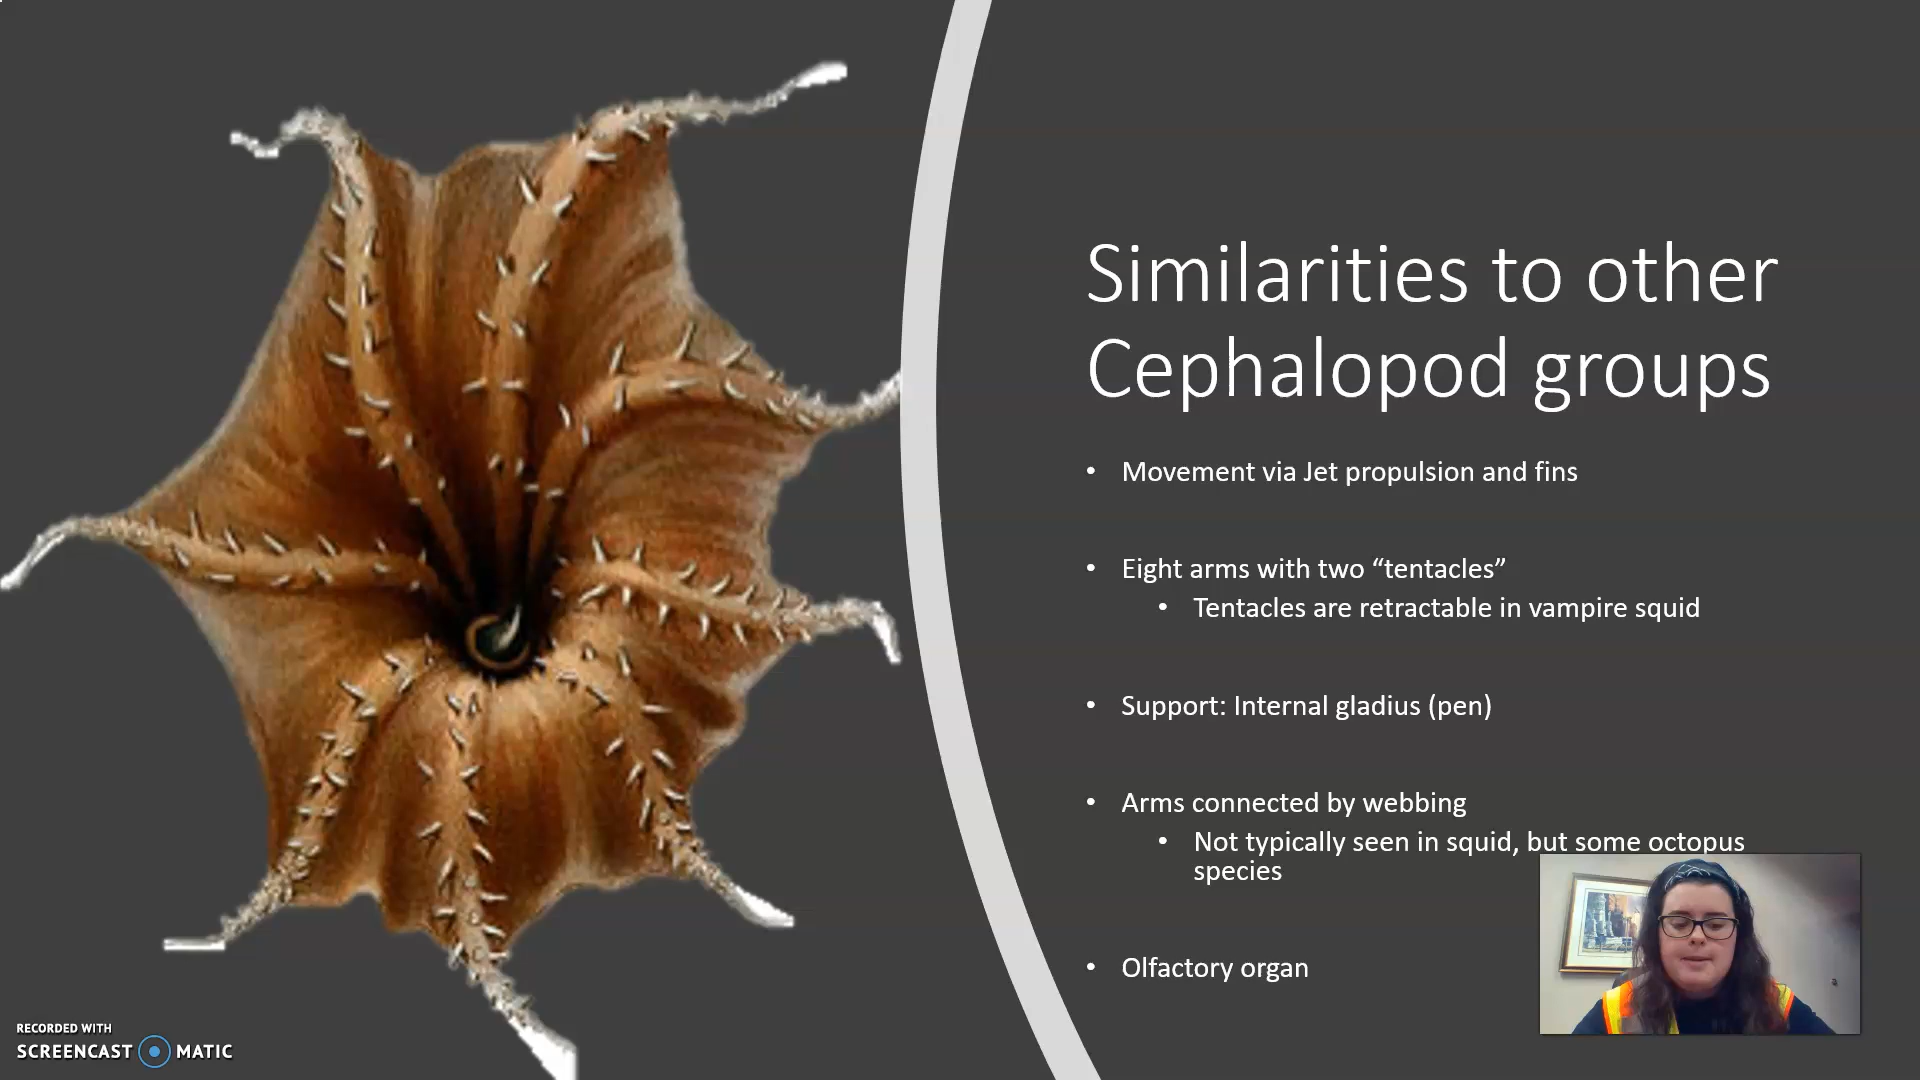 Similarities to other
Cephalopod groups
• Movement via Jet propulsion and fins
• Eight arms with two “tentacles”
• Tentacles are retractable in vampire squid
• Support: Internal gladius (pen)
• Arms connected by webbing
• Not typically seen in squid, but some octopus
species
• Olfactory organ
RECORDED WITH
SCREENCAST MATIC